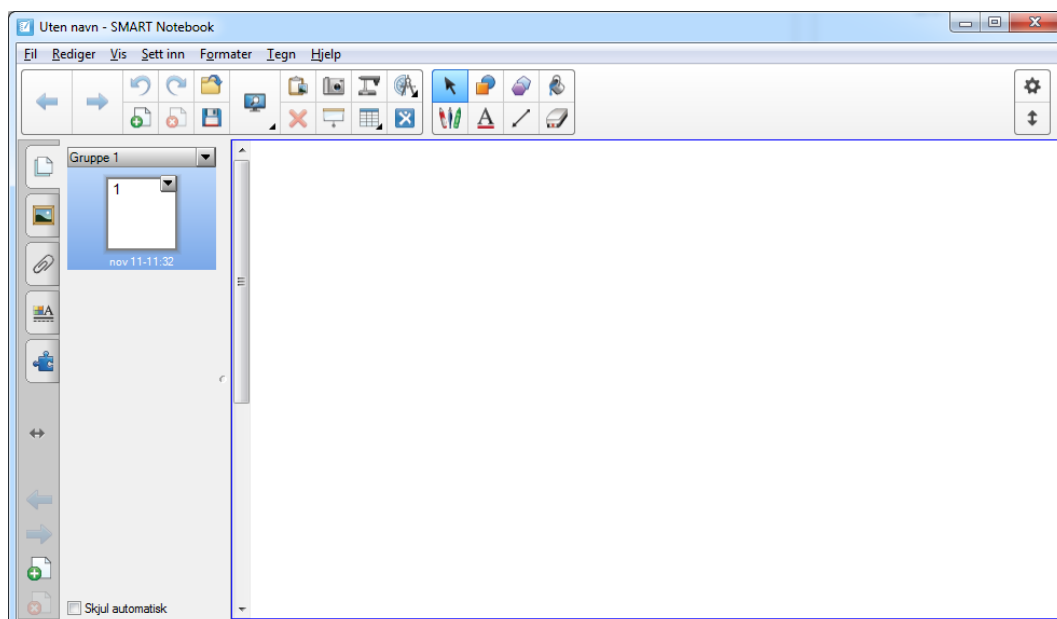 Uten navn - SMART Notebook
Fil Rediger Vis Sett inn Formater Tegn Hjelp
Gruppe 1
1
nov 11-11:32
Skjul automatisk